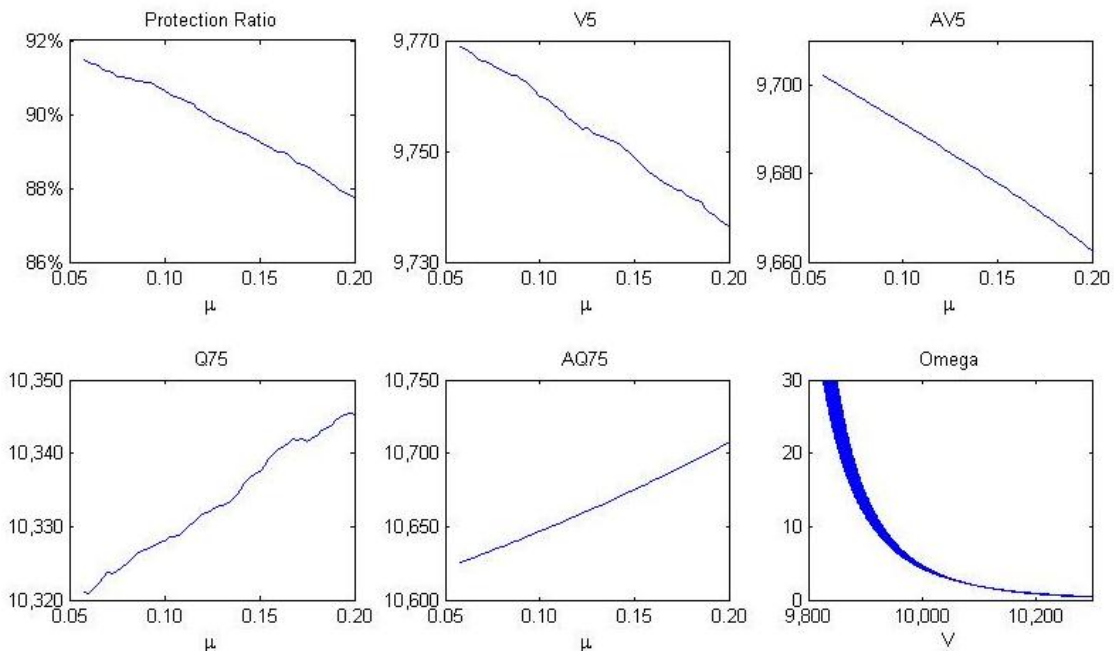 Protection Ratio
92%
90%
88%
86%
0.05 0.10 0.15 0.20
μ
V5
9,770
9,750
9,730
0.05 0.10 0.15 0.20
μ
AV5
9,700
9,680
9,660
0.05 0.10 0.15 0.20
μ
Q75
10,350
10,340
10,330
10,320
0.05 0.10 0.15 0.20
μ
AQ75
10,750
10,700
10,650
10,600
0.05 0.10 0.15 0.20
μ
Omega
30
20
10
0
9,800 10,000 10,200
V